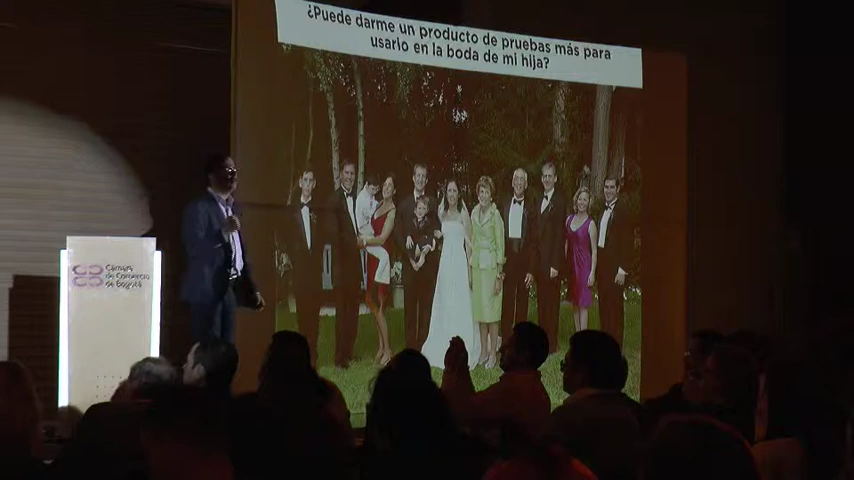 ¿Puede darme un producto de pruebas más para
usarlo en la boda de mi hija?
Cámara
de Comercio
de Bogotá